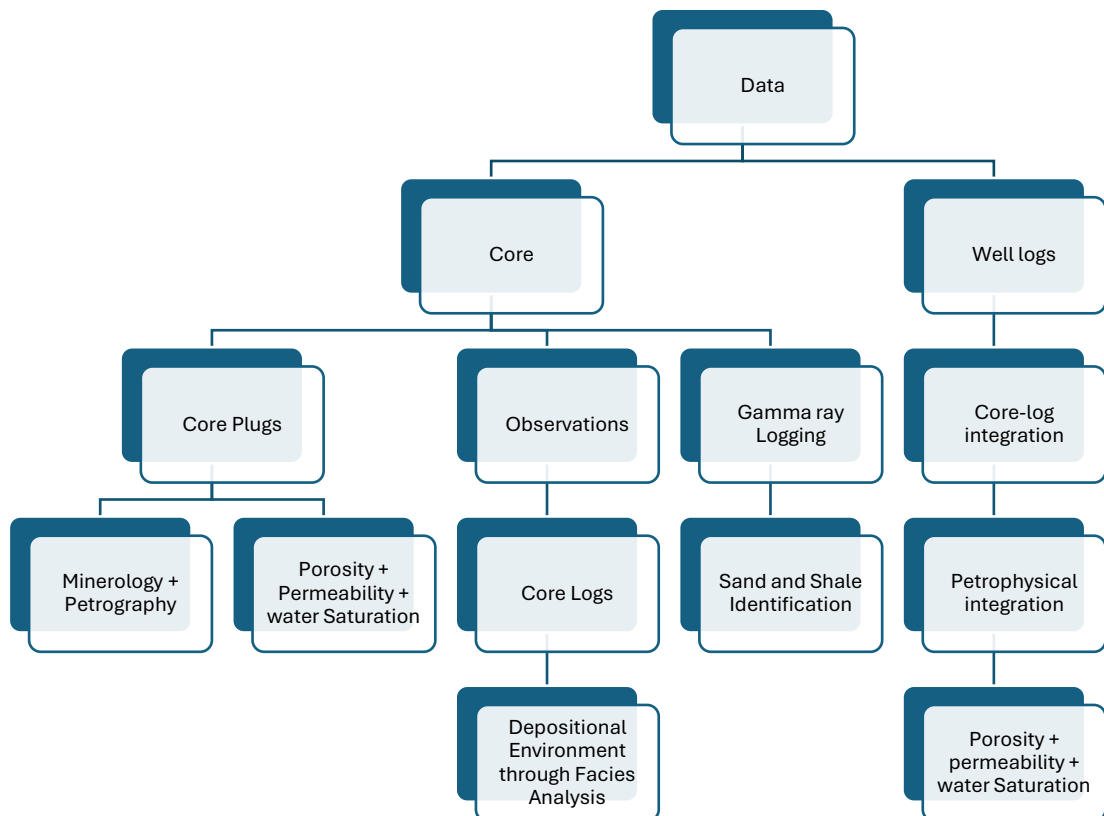 Data
Core
Well logs
Core Plugs
Observations
Gamma ray
Logging
Core-log
integration
Minerology +
Petrography
Porosity +
Permeability +
water Saturation
Core Logs
Sand and Shale
Identification
Petrophysical
integration
Depositional
Environment
through Facies
Analysis
Porosity +
permeability +
water Saturation